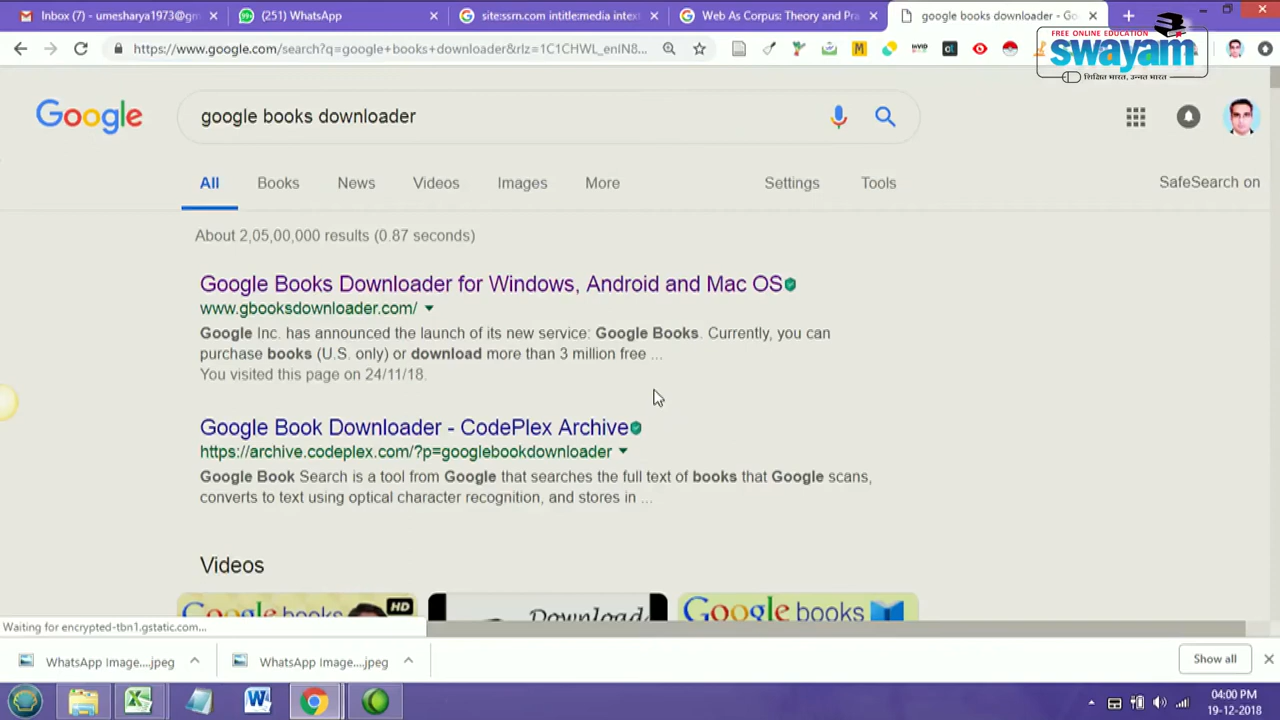 Inbox (7) - umesharya1973@gm
(251) WhatsApp
site:ssm.com intitle:media intext
Web As Corpus: Theory and Pra
google books downloader - Go
https://www.google.com/search?q=google+books+downloader&rlz=1C1CHWL_enIN8...
FREE ONLINE EDUCATION
swayam
शिक्षित भारत, उन्नत भारत
Google
google books downloader
All
Books
News
Videos
Images
More
Settings
Tools
SafeSearch on
About 2,05,00,000 results (0.87 seconds)
Google Books Downloader for Windows, Android and Mac OS
www.gbooksdownloader.com/
Google Inc. has announced the launch of its new service: Google Books. Currently, you can
purchase books (U.S. only) or download more than 3 million free ...
You visited this page on 24/11/18.
Google Book Downloader - CodePlex Archive
https://archive.codeplex.com/?p=googlebookdownloader
Google Book Search is a tool from Google that searches the full text of books that Google scans,
converts to text using optical character recognition, and stores in ...
Videos
Google books
HD
Download
Google books
Waiting for encrypted-tbn1.gstatic.com...
WhatsApp Image....jpeg
WhatsApp Image....jpeg
Show all
04:00 PM
19-12-2018